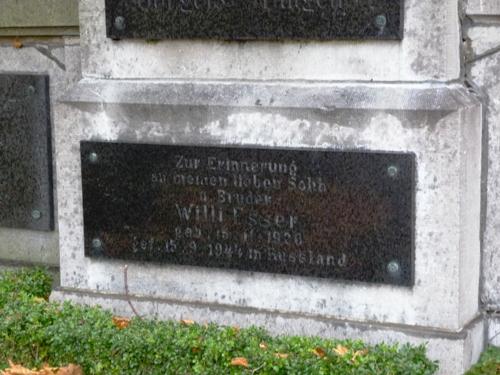 Zur Erinnerung
an meinen lieben Sohn
u. Bruder
Willi Esser
geb. 15. 11. 1920
gef. 15. 9. 1941 in Russland